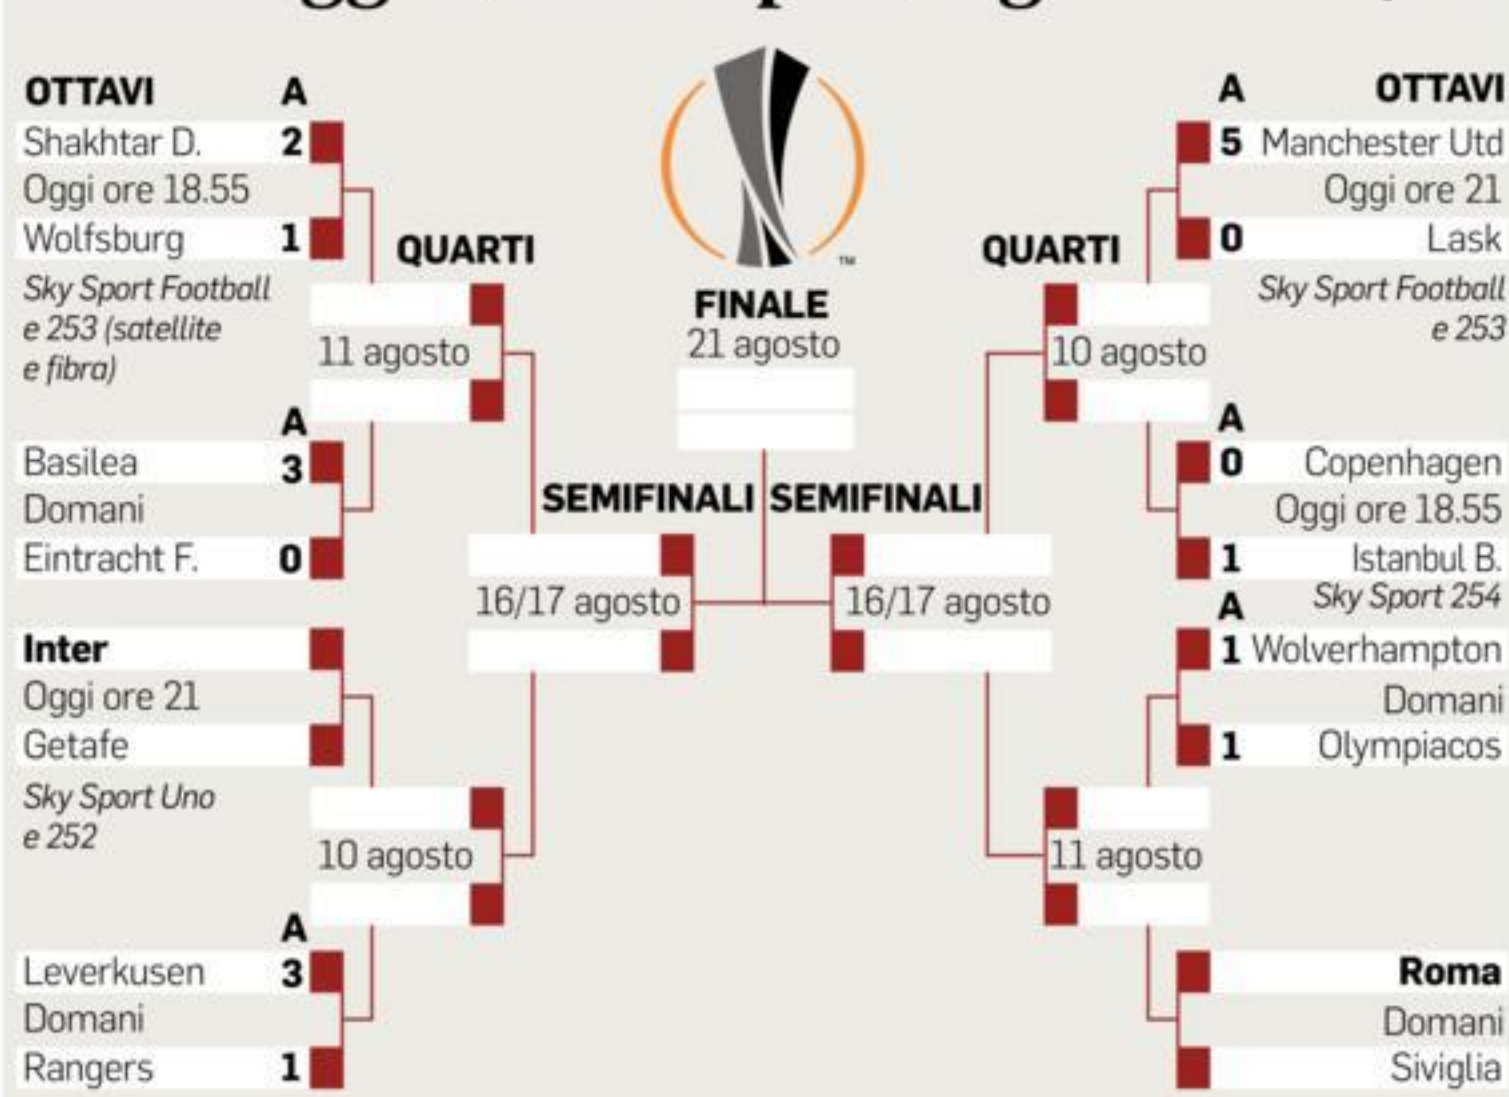 OTTAVI A
Shakhtar D. 2
Oggi ore 18.55
Wolfsburg 1
Sky Sport Football
e 253 (satellite
e fibra)
A
Basilea 3
Domani
Eintracht F. 0
Inter
Oggi ore 21
Getafe
Sky Sport Uno
e 252
A
Leverkusen 3
Domani
Rangers 1
QUARTI
11 agosto
10 agosto
TM
FINALE
21 agosto
SEMIFINALI
16/17 agosto
SEMIFINALI
16/17 agosto
QUARTI
10 agosto
11 agosto
A OTTAVI
5 Manchester Utd
Oggi ore 21
0 Lask
Sky Sport Football
e 253
A
0 Copenhagen
Oggi ore 18.55
1 Istanbul B.
Sky Sport 254
A
1 Wolverhampton
Domani
1 Olympiacos
Roma
Domani
Siviglia